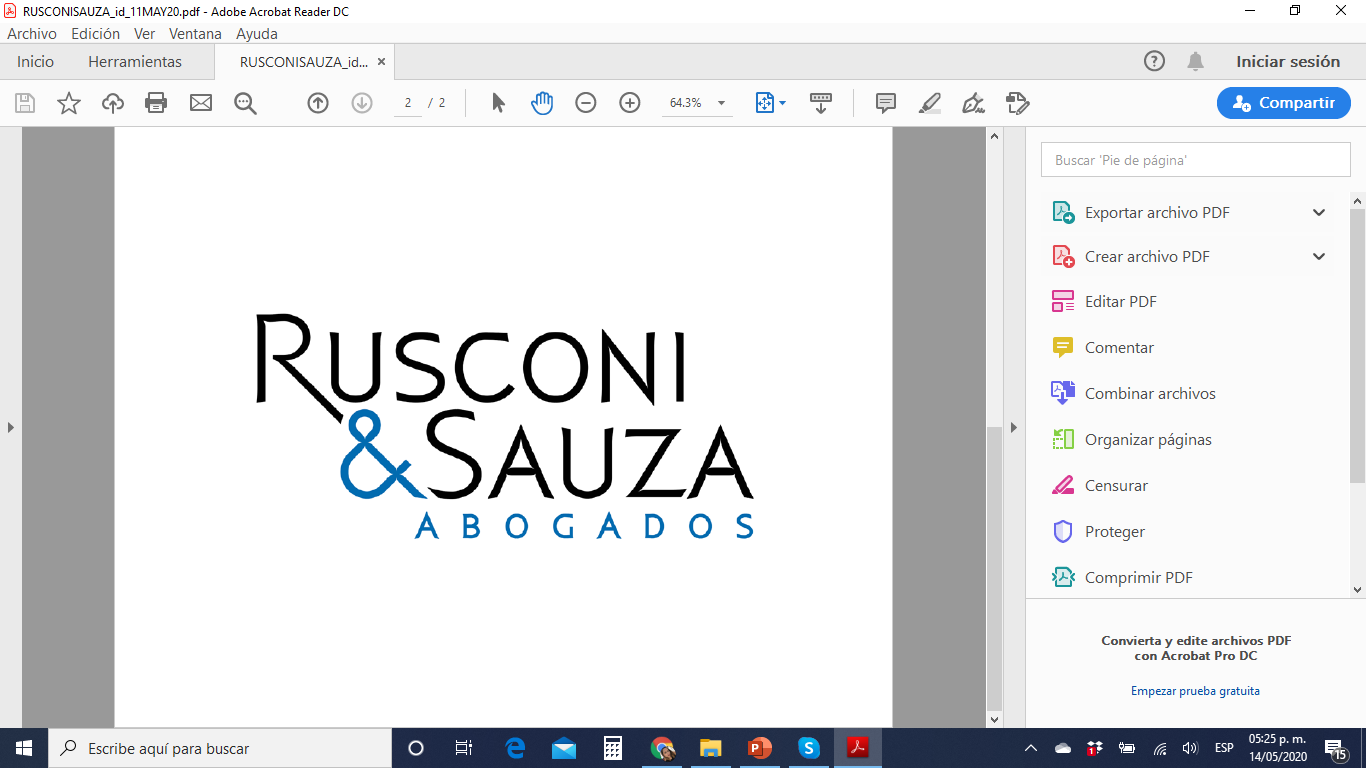 RUSCONISAUZA_id_11MAY20.pdf - Adobe Acrobat Reader DC
Archivo Edición Ver Ventana Ayuda
Inicio Herramientas RUSCONISAUZA_id... × Iniciar sesión
2 / 2 64.3% Compartir
RUSCONI
& SAUZA
ABOGADOS
Buscar 'Pie de página'
Exportar archivo PDF
Crear archivo PDF
Editar PDF
Comentar
Combinar archivos
Organizar páginas
Censurar
Proteger
Comprimir PDF
Convierta y edite archivos PDF
con Acrobat Pro DC
Empezar prueba gratuita
Escribe aquí para buscar
ESP
05:25 p. m.
14/05/2020
15